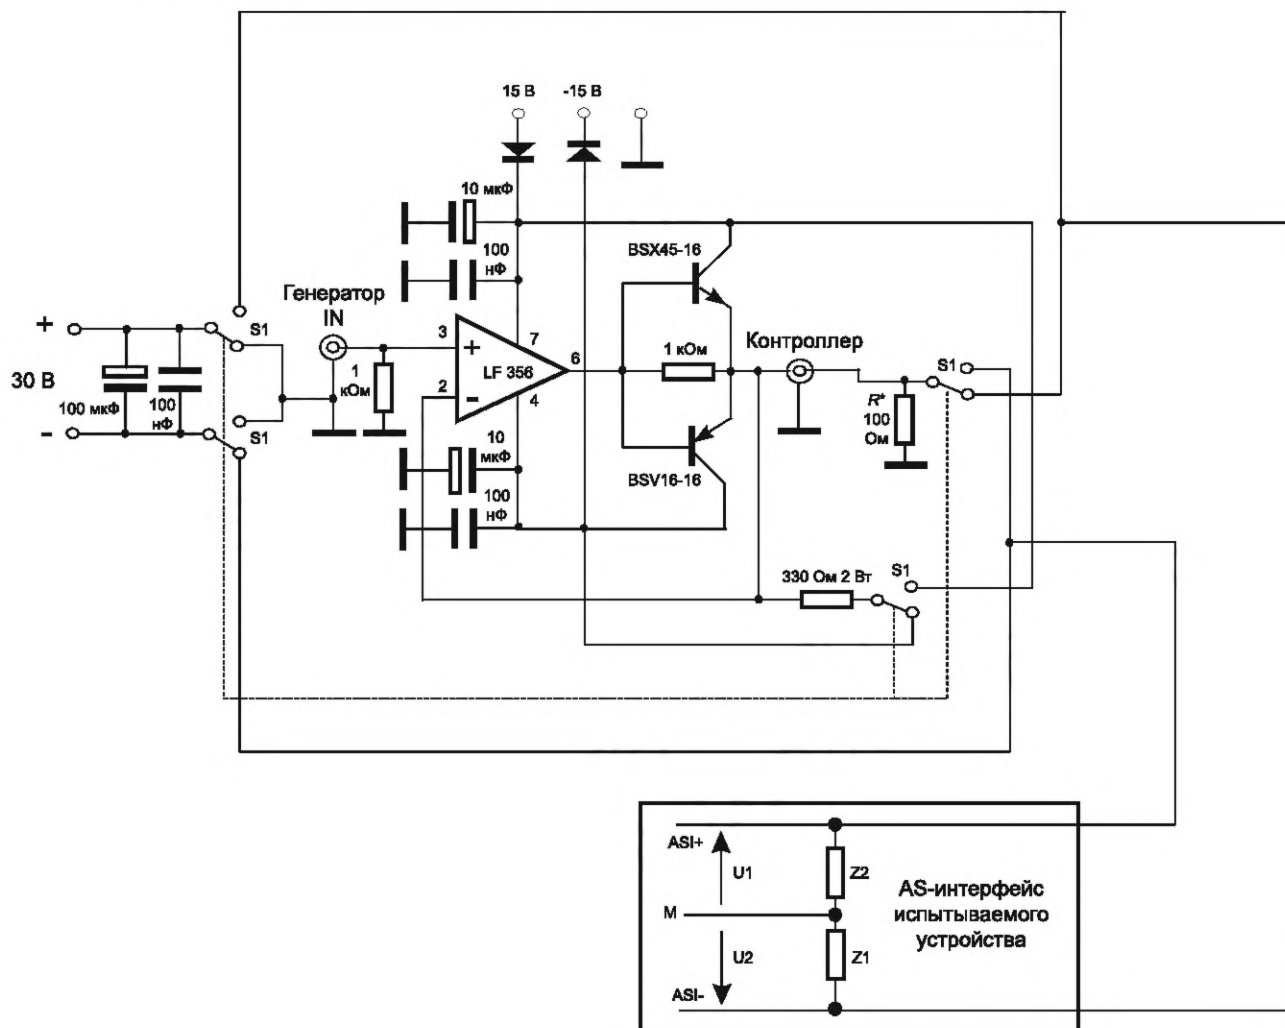 15 В
-15 В
10 мкФ
100
нФ
BSX45-16
Генератор
IN
+
S1
30 В
1
кОм
3
+
7
LF 356
6
2
-
4
1 кОм
Контроллер
S1
R*
100
Ом
100 мкФ
100
нФ
-
S1
10
мкФ
BSV16-16
100
нФ
330 Ом 2 Вт
S1
ASI+
U1
Z2
AS-интерфейс
испытываемого
устройства
M
U2
Z1
ASI-